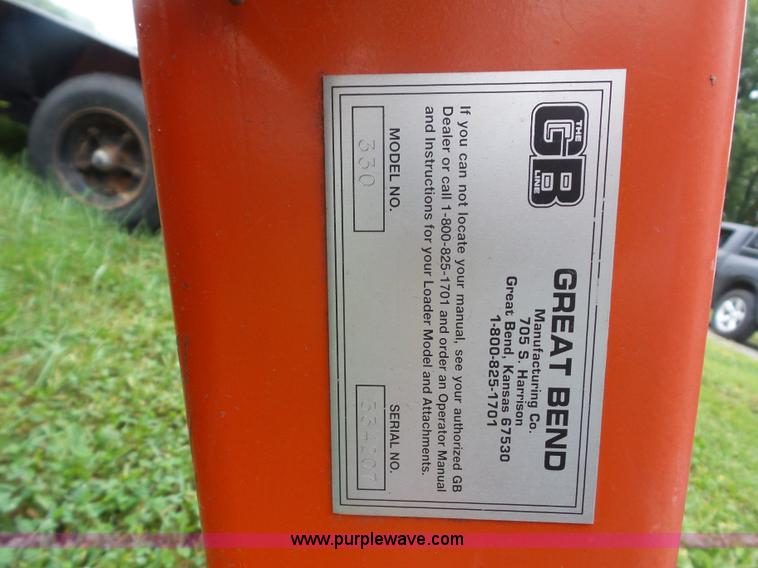 THE
GB
LINE
GREAT BEND
Manufacturing Co.
705 S. Harrison
Great Bend, Kansas 67530
1-800-825-1701
If you can not locate your manual, see your authorized GB
Dealer or call 1-800-825-1701 and order an Operator Manual
and Instructions for your Loader Model and Attachments.
MODEL NO. SERIAL NO.
330 334207
www.purplewave.com